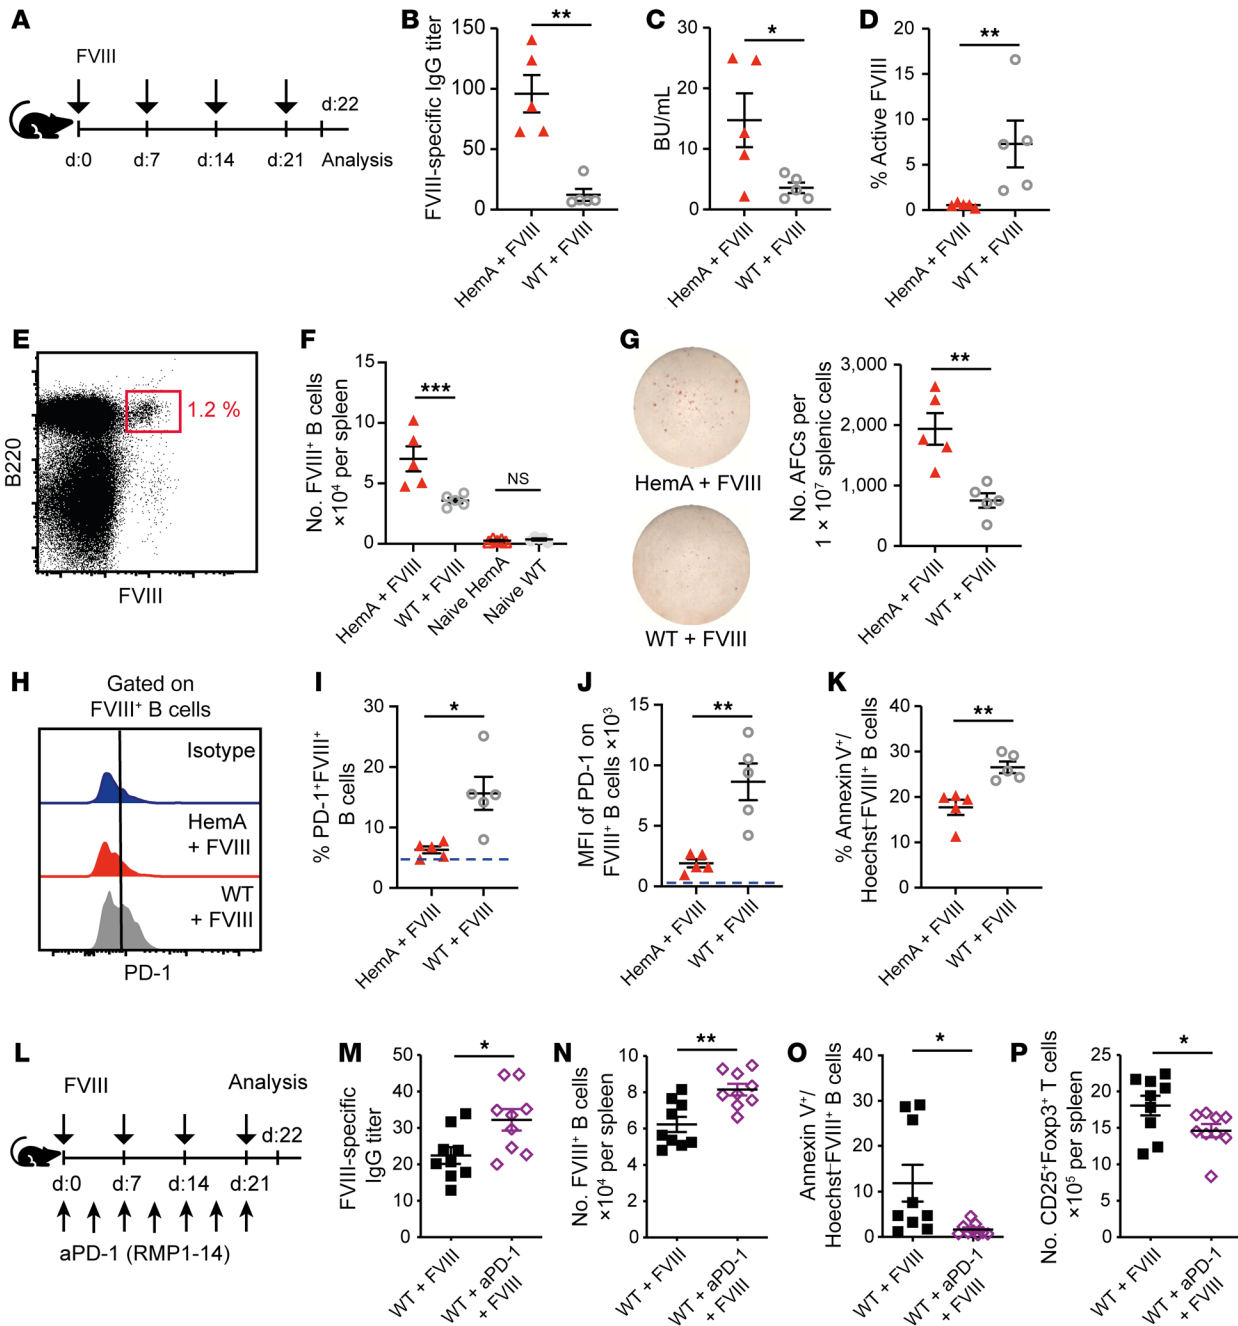 A
FVIII
d:22
d:0
d:7
d:14
d:21
Analysis
B
FVIII-specific IgG titer
150
100
50
0
**
HemA + FVIII
WT + FVIII
C
BU/mL
30
20
10
0
*
HemA + FVIII
WT + FVIII
D
% Active FVIII
20
15
10
5
0
**
HemA + FVIII
WT + FVIII
E
B220
1.2 %
FVIII
F
No. FVIII⁺ B cells
×10⁴ per spleen
15
10
5
0
***
NS
HemA + FVIII
WT + FVIII
Naive HemA
Naive WT
G
HemA + FVIII
WT + FVIII
No. AFCs per
1 × 10⁷ splenic cells
3,000
2,000
1,000
0
**
HemA + FVIII
WT + FVIII
H
Gated on
FVIII⁺ B cells
Isotype
HemA
+ FVIII
WT
+ FVIII
PD-1
I
% PD-1⁺FVIII⁺
B cells
30
20
10
0
*
HemA + FVIII
WT + FVIII
J
MFI of PD-1 on
FVIII⁺ B cells ×10³
15
10
5
0
**
HemA + FVIII
WT + FVIII
K
% Annexin V⁺/
Hoechst⁻FVIII⁺ B cells
40
30
20
10
0
**
HemA + FVIII
WT + FVIII
L
FVIII
Analysis
d:22
d:0
d:7
d:14
d:21
aPD-1 (RMP1-14)
M
FVIII-specific
IgG titer
50
40
30
20
10
0
*
WT + FVIII
WT + aPD-1
+ FVIII
N
No. FVIII⁺ B cells
×10⁴ per spleen
10
8
6
4
2
0
**
WT + FVIII
WT + aPD-1
+ FVIII
O
Annexin V⁺/
Hoechst⁻FVIII⁺ B cells
40
30
20
10
0
*
WT + FVIII
WT + aPD-1
+ FVIII
P
No. CD25⁺Foxp3⁺ T cells
×10⁵ per spleen
25
20
15
10
5
0
*
WT + FVIII
WT + aPD-1
+ FVIII